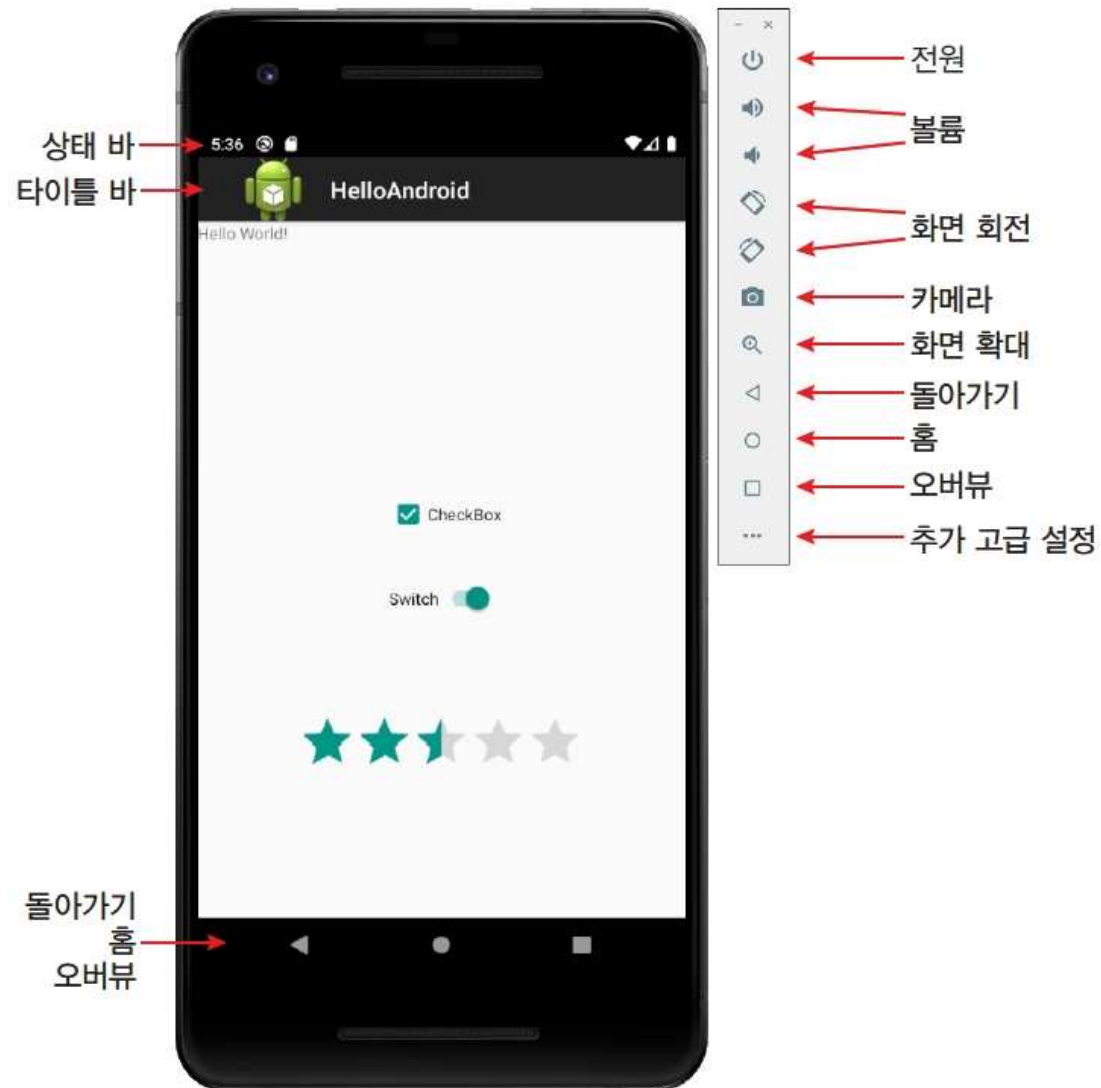 상태 바
타이틀 바
5:36
HelloAndroid
Hello World!
CheckBox
Switch
돌아가기
홈
오버뷰
전원
볼륨
화면 회전
카메라
화면 확대
돌아가기
홈
오버뷰
추가 고급 설정